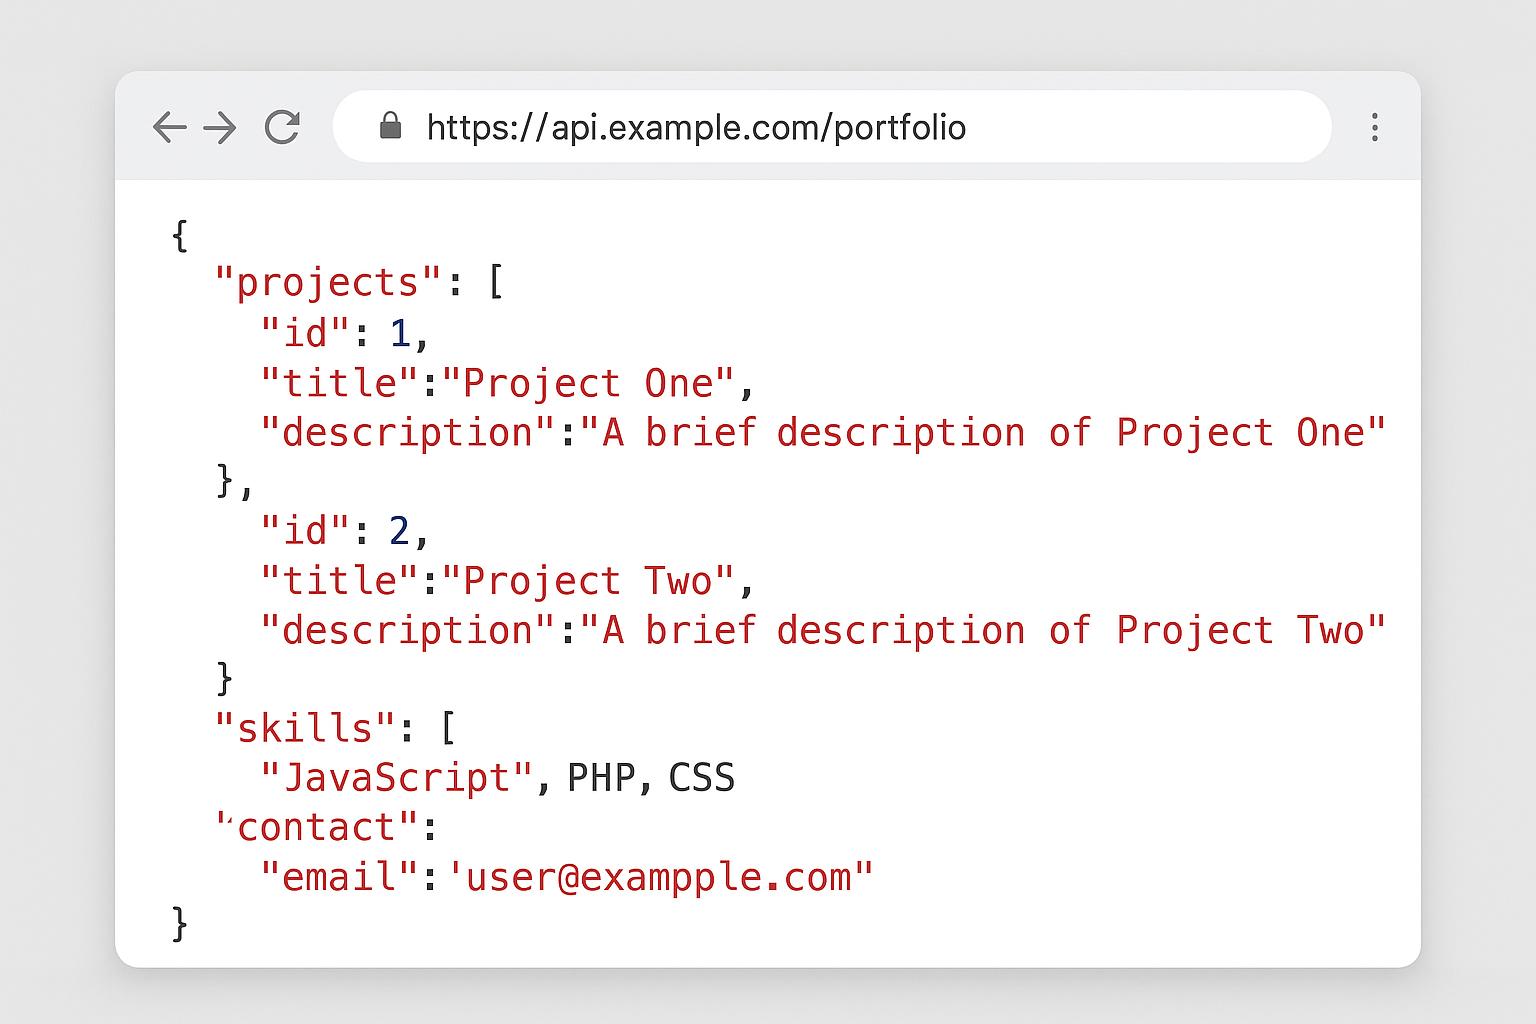 https://api.example.com/portfolio
{
"projects": [
"id": 1,
"title":"Project One",
"description":"A brief description of Project One"
},
"id": 2,
"title":"Project Two",
"description":"A brief description of Project Two"
}
"skills": [
"JavaScript", PHP, CSS
"contact":
"email":'user@exampple.com"
}